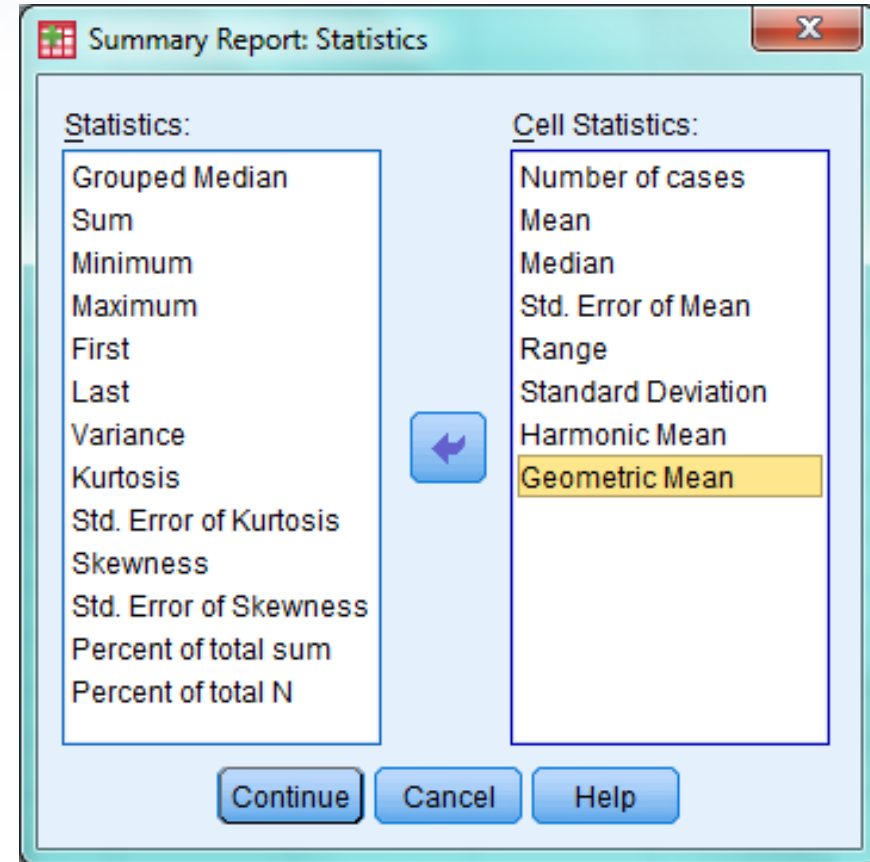 Summary Report: Statistics
Statistics:
Grouped Median
Sum
Minimum
Maximum
First
Last
Variance
Kurtosis
Std. Error of Kurtosis
Skewness
Std. Error of Skewness
Percent of total sum
Percent of total N
Cell Statistics:
Number of cases
Mean
Median
Std. Error of Mean
Range
Standard Deviation
Harmonic Mean
Geometric Mean
Continue
Cancel
Help